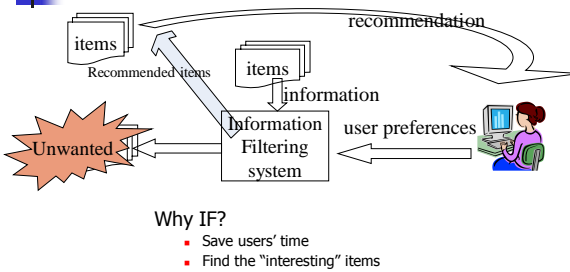 recommendation
items
Recommended items
items
information
Information
Filtering
system
user preferences
Unwanted
Why IF?
Save users' time
Find the "interesting" items